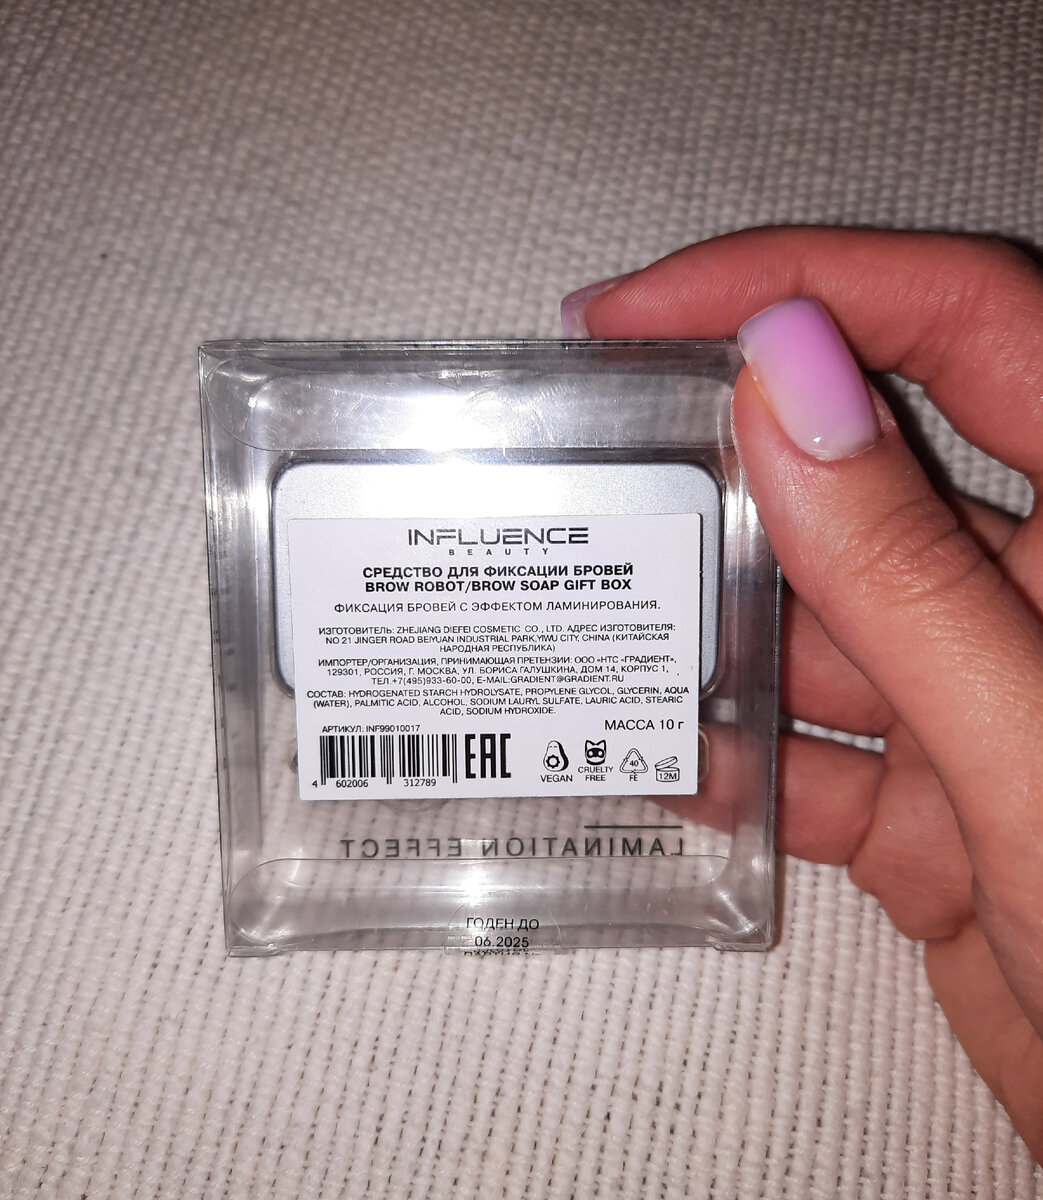 INFLUENCE
BEAUTY
СРЕДСТВО ДЛЯ ФИКСАЦИИ БРОВЕЙ
BROW ROBOT/BROW SOAP GIFT BOX
ФИКСАЦИЯ БРОВЕЙ С ЭФФЕКТОМ ЛАМИНИРОВАНИЯ.
ИЗГОТОВИТЕЛЬ: ZHEJIANG DIEFEI COSMETIC CO., LTD. АДРЕС ИЗГОТОВИТЕЛЯ:
NO 21 JINGER ROAD BEIYUAN INDUSTRIAL PARK,YIWU CITY, CHINA (КИТАЙСКАЯ
НАРОДНАЯ РЕСПУБЛИКА)
ИМПОРТЕР/ОРГАНИЗАЦИЯ, ПРИНИМАЮЩАЯ ПРЕТЕНЗИИ: ООО «НТС "ГРАДИЕНТ",
129301, РОССИЯ, Г. МОСКВА, УЛ. БОРИСА ГАЛУШКИНА, ДОМ 14, КОРПУС 1,
ТЕЛ.+7(495)933-60-00, E-MAIL:GRADIENT@GRADIENT.RU
СОСТАВ: HYDROGENATED STARCH HYDROLYSATE, PROPYLENE GLYCOL, GLYCERIN, AQUA
(WATER), PALMITIC ACID, ALCOHOL, SODIUM LAURYL SULFATE, LAURIC ACID, STEARIC
ACID, SODIUM HYDROXIDE.
МАССА 10 г
АРТИКУЛ: INF99010017
4 602006 312789
EAC
VEGAN
CRUELTY
FREE
40
FE
12M
LAMINATION EFFECT
ГОДЕН ДО
06.2025